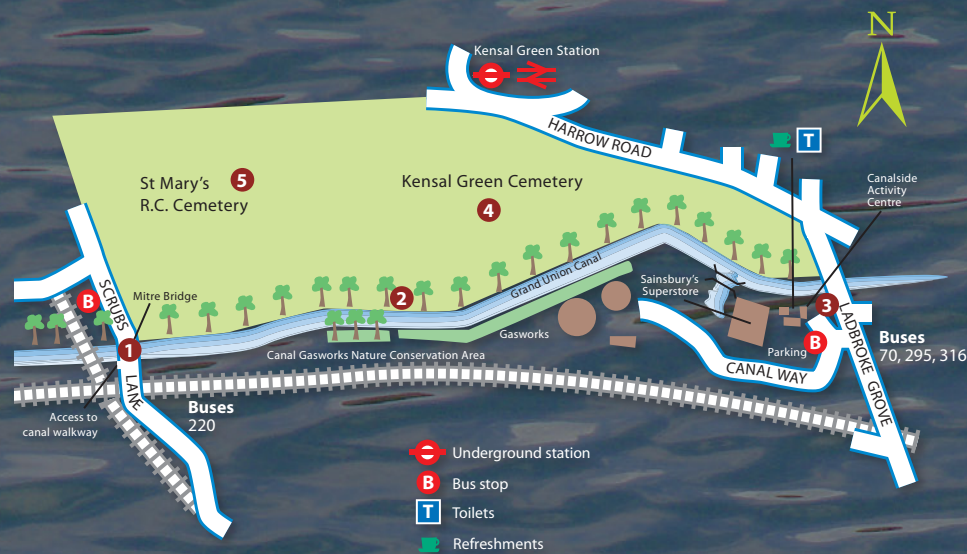 N
Kensal Green Station
HARROW ROAD
T
Canalside
Activity
Centre
St Mary's
R.C. Cemetery
5
Kensal Green Cemetery
4
SCRUBS
LANE
B
Mitre Bridge
1
2
Grand Union Canal
Sainsbury's
Superstore
3
LADBROKE GROVE
Gasworks
Canal Gasworks Nature Conservation Area
Parking
B
Buses
70, 295, 316
CANAL WAY
Access to
canal walkway
Buses
220
Underground station
B
Bus stop
T
Toilets
Refreshments